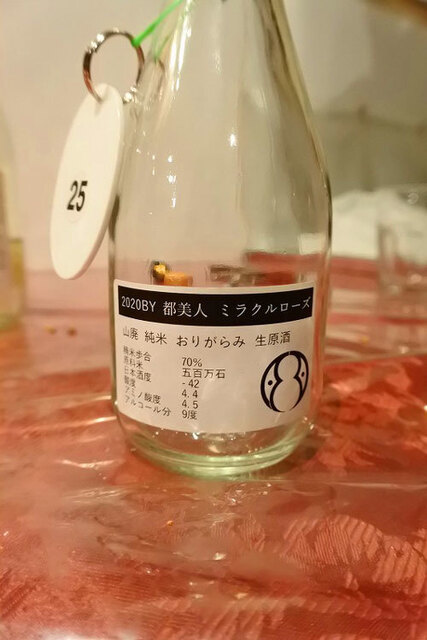 25
2020BY 都美人 ミラクルローズ
山廃 純米 おりがらみ 生原酒
精米歩合 70%
原料米 五百万石
日本酒度 - 42
酸度 4.4
アミノ酸度 4.5
アルコール分 9度